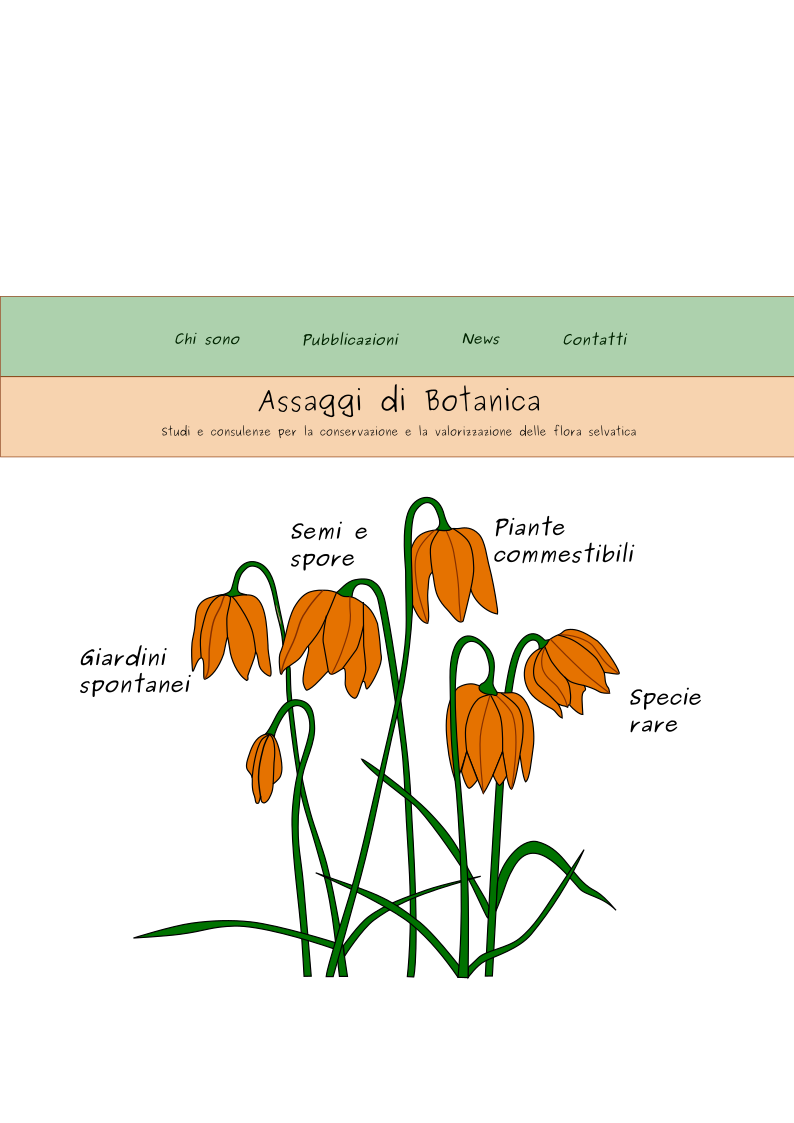 Chi sono Pubblicazioni News Contatti
Assaggi di Botanica
Studi e consulenze per la conservazione e la valorizzazione delle flora selvatica
Semi e
spore
Piante
commestibili
Giardini
spontanei
Specie
rare